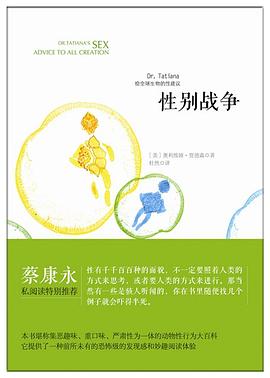 DR.TATIANA'S SEX
ADVICE TO ALL CREATION
Dr. Tatiana
给全球生物的性建议
性别战争
[美] 奥利维雅·贾德森 著
杜然 译
蔡康永
私阅读特别推荐
性有千千百百种的面貌,不一定要照着人类的
方式来思考,或者要人类的方式来进行。那当
然有一些是骇人听闻的,你在书里随便找几个
例子就会吓得半死。
本书堪称集恶趣味、重口味、严肃性为一体的动物性行为大百科
它提供了一种前所未有的恐怖级的发现感和妙趣阅读体验